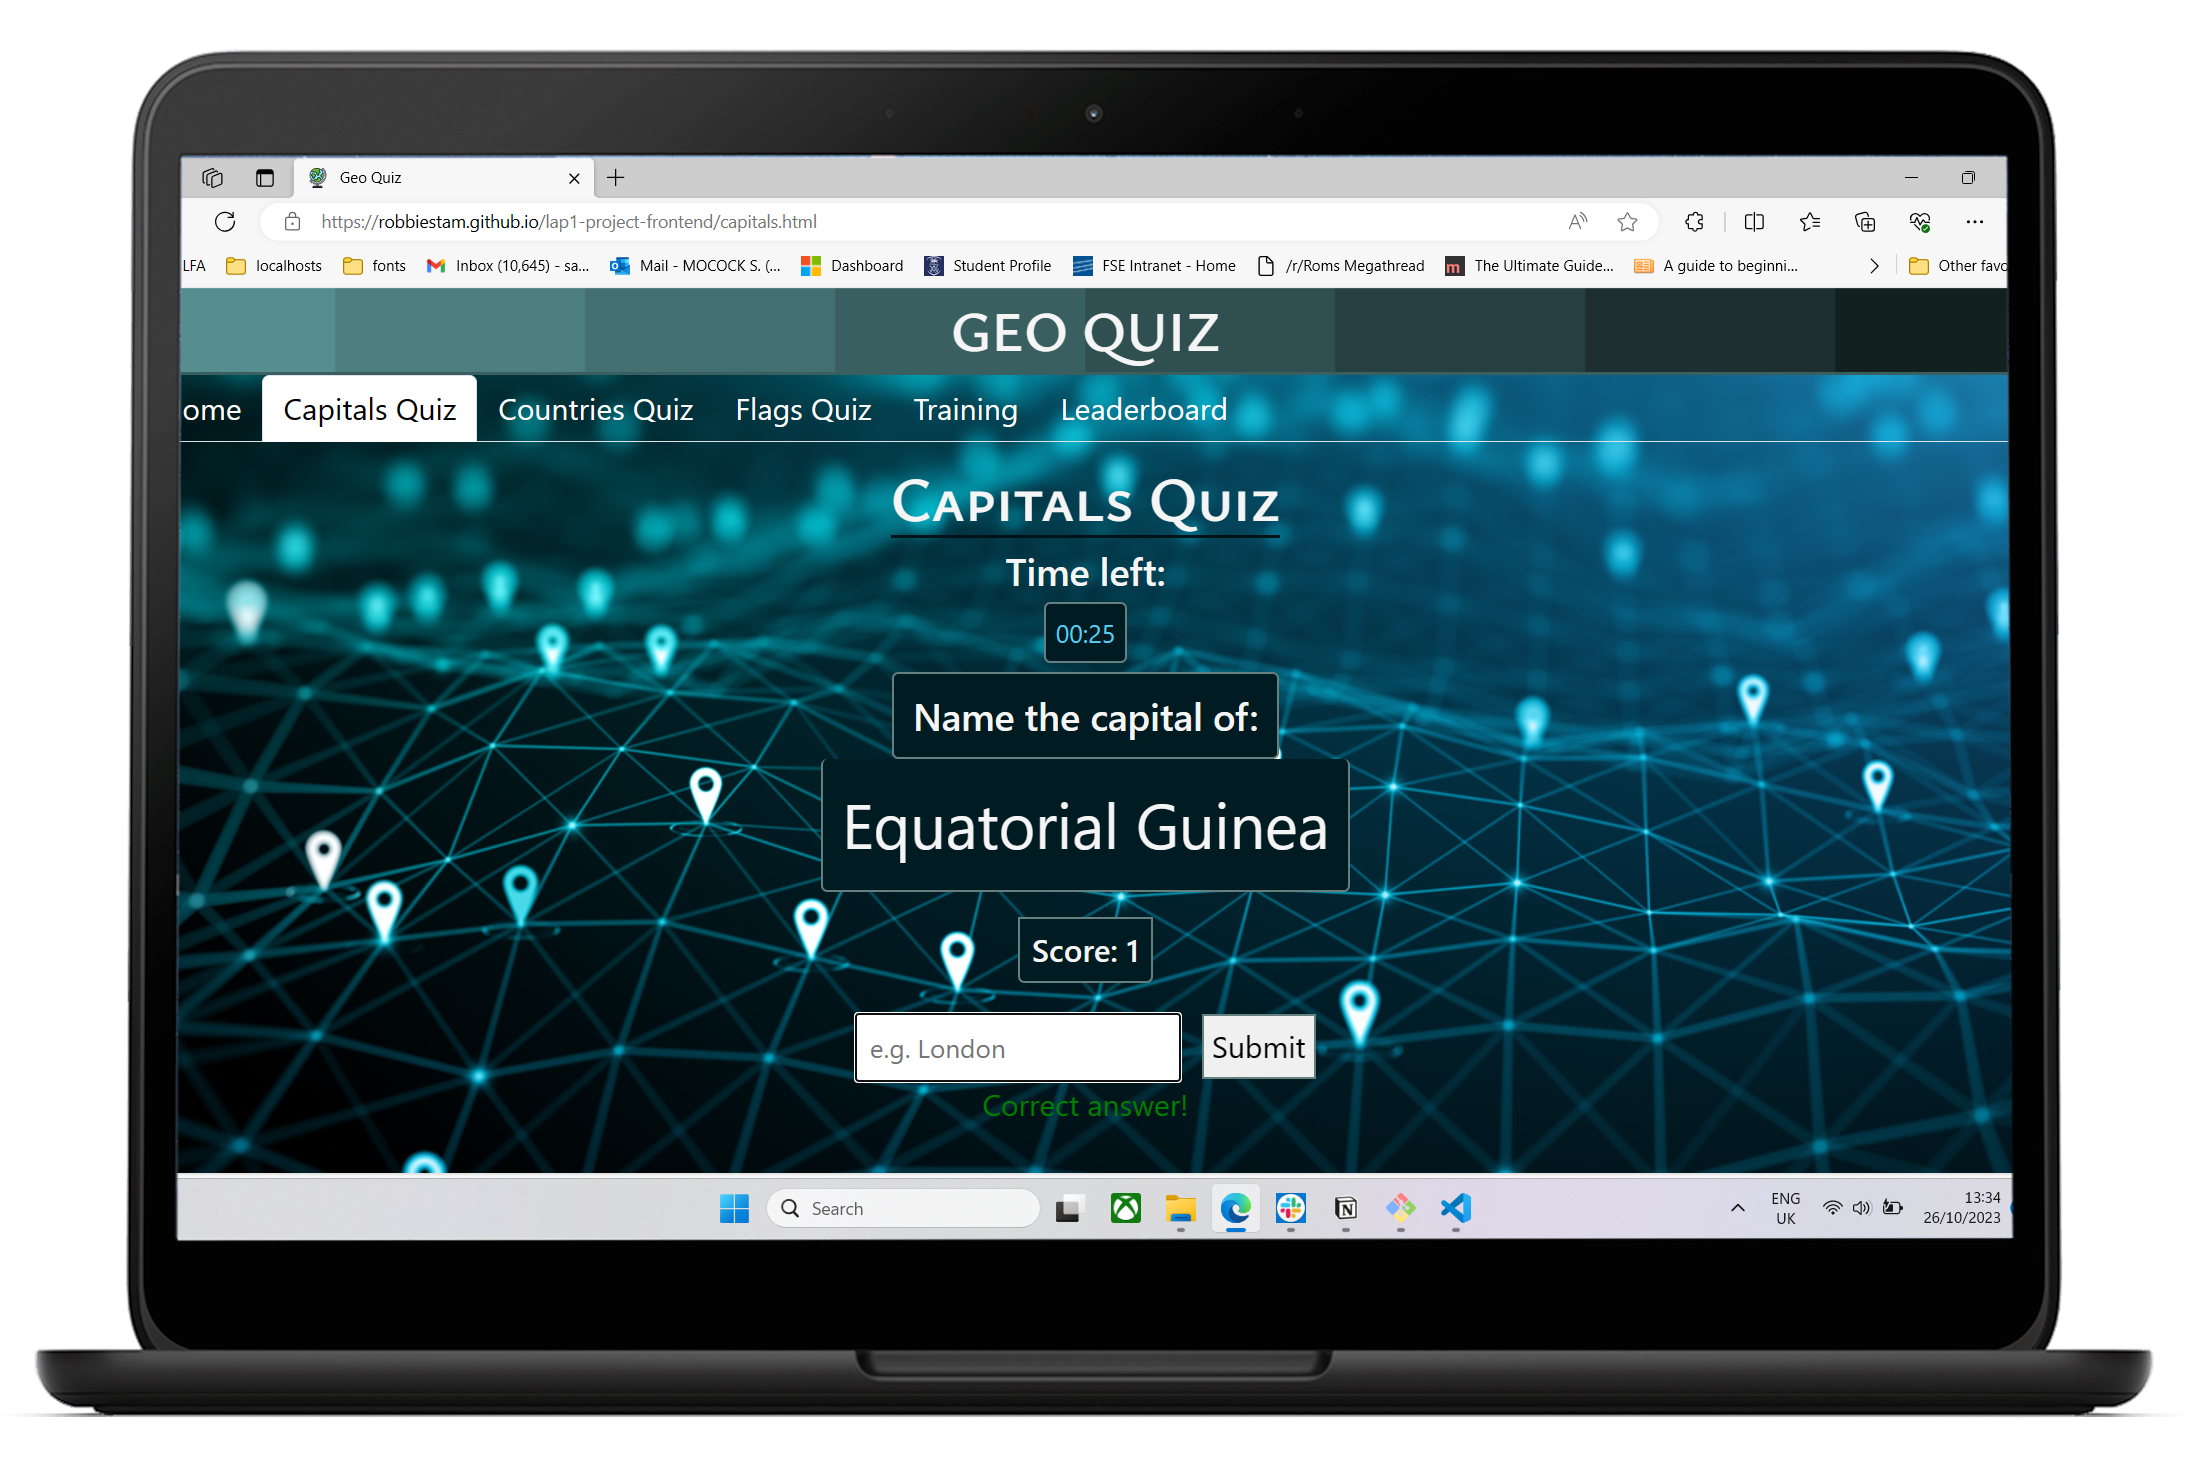 Geo Quiz
https://robbiestam.github.io/lap1-project-frontend/capitals.html
LFA localhosts fonts Inbox (10,645) - sa... Mail - MOCOCK S. (... Dashboard Student Profile FSE Intranet - Home /r/Roms Megathread m The Ultimate Guide... A guide to beginni... Other favo
GEO QUIZ
ome Capitals Quiz Countries Quiz Flags Quiz Training Leaderboard
Capitals Quiz
Time left:
00:25
Name the capital of:
Equatorial Guinea
Score: 1
e.g. London Submit
Correct answer!
Search
ENG
UK
13:34
26/10/2023